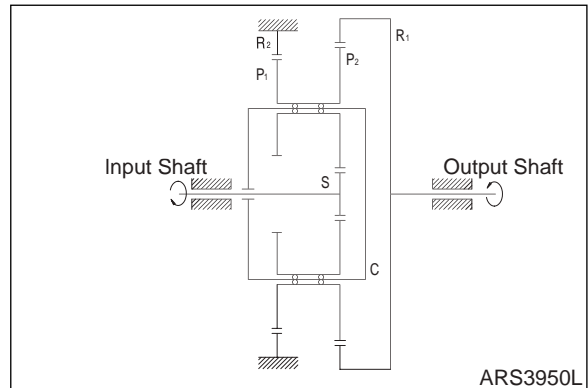 R2
R1
P1
P2
Input Shaft
S
Output Shaft
C
ARS3950L